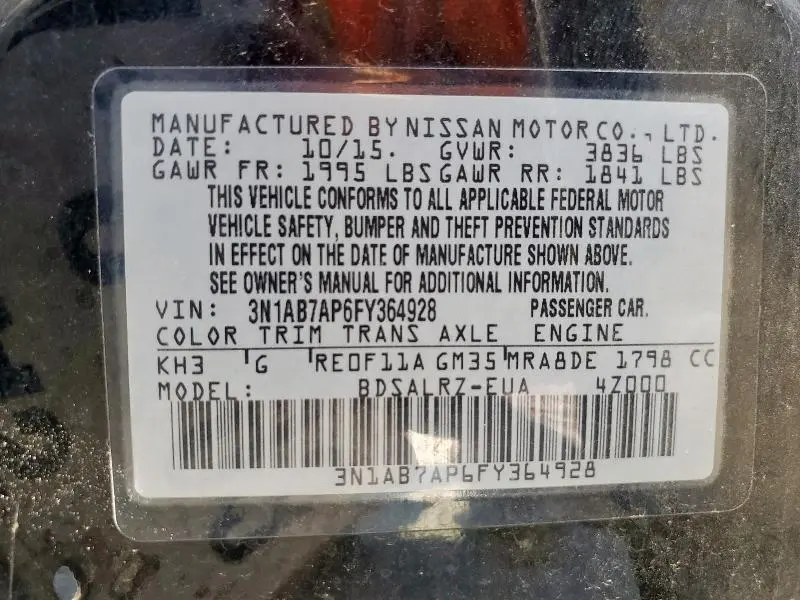 MANUFACTURED BY NISSAN MOTOR CO., LTD.
DATE: 10/15. GVWR: 3836 LBS
GAWR FR: 1995 LBS GAWR RR: 1841 LBS
THIS VEHICLE CONFORMS TO ALL APPLICABLE FEDERAL MOTOR
VEHICLE SAFETY, BUMPER AND THEFT PREVENTION STANDARDS
IN EFFECT ON THE DATE OF MANUFACTURE SHOWN ABOVE.
SEE OWNER'S MANUAL FOR ADDITIONAL INFORMATION.
VIN: 3N1AB7AP6FY364928 PASSENGER CAR.
COLOR TRIM TRANS AXLE ENGINE
KH3 G RE0F11A GM35 MRA8DE 1798 CC
MODEL: BDSALRZ-EUA 4Z000
3N1AB7AP6FY364928